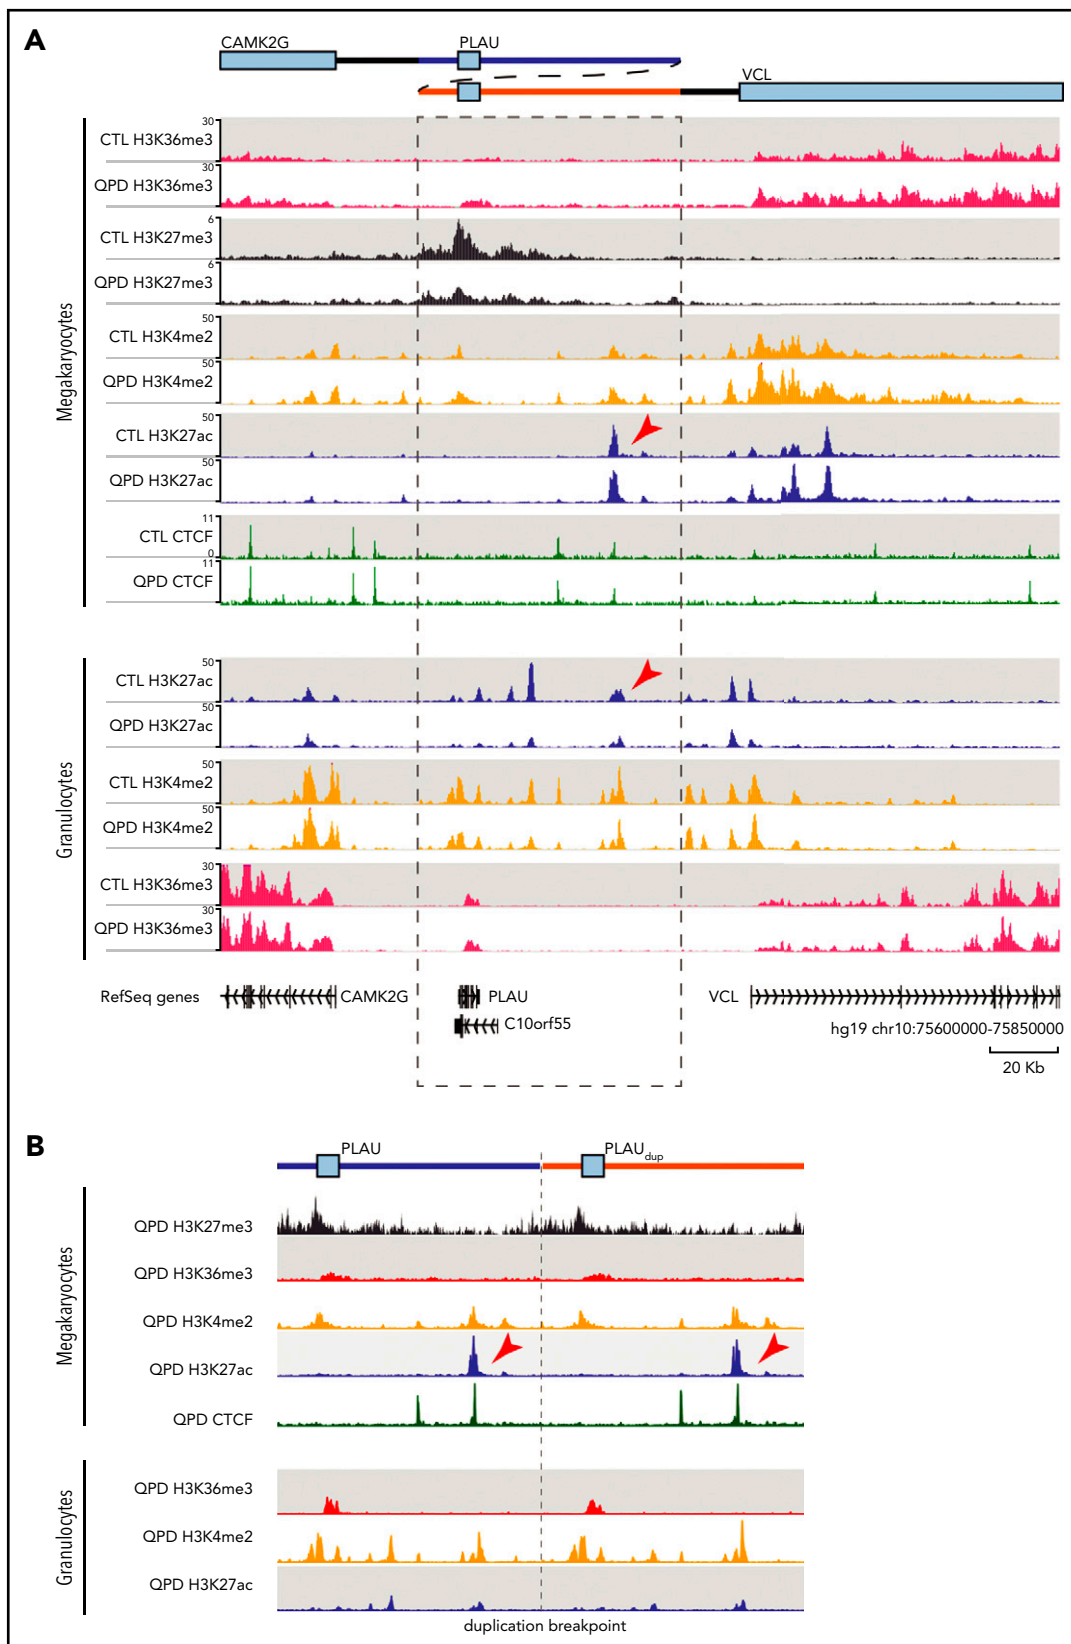 A
CAMK2G PLAU
VCL
Megakaryocytes
30
CTL H3K36me3
30
QPD H3K36me3
6
CTL H3K27me3
6
QPD H3K27me3
50
CTL H3K4me2
50
QPD H3K4me2
50
CTL H3K27ac
50
QPD H3K27ac
11
CTL CTCF
0
11
QPD CTCF
Granulocytes
50
CTL H3K27ac
50
QPD H3K27ac
50
CTL H3K4me2
50
QPD H3K4me2
30
CTL H3K36me3
30
QPD H3K36me3
RefSeq genes CAMK2G PLAU VCL
C10orf55
hg19 chr10:75600000-75850000
20 Kb
B
PLAU PLAUdup
Megakaryocytes
QPD H3K27me3
QPD H3K36me3
QPD H3K4me2
QPD H3K27ac
QPD CTCF
Granulocytes
QPD H3K36me3
QPD H3K4me2
QPD H3K27ac
duplication breakpoint